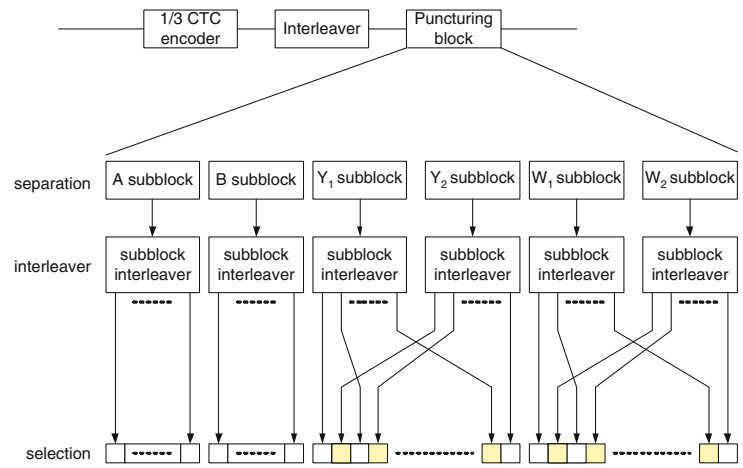 1/3 CTC
encoder
Interleaver
Puncturing
block
separation
A subblock
B subblock
Y₁ subblock
Y₂ subblock
W₁ subblock
W₂ subblock
interleaver
subblock
interleaver
subblock
interleaver
subblock
interleaver
subblock
interleaver
subblock
interleaver
subblock
interleaver
selection